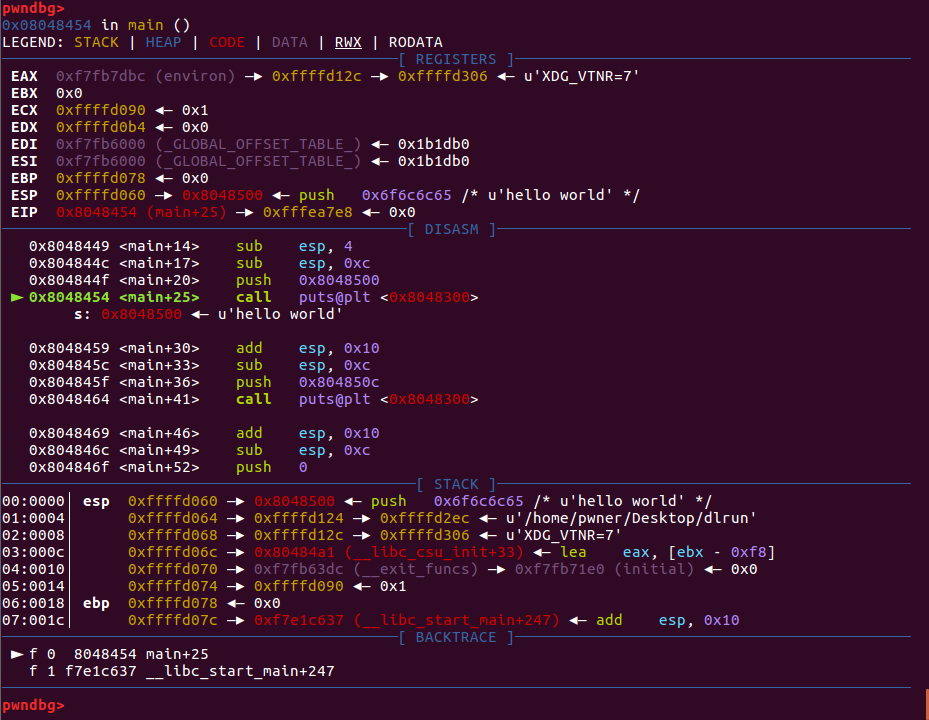 pwndbg>
0x08048454 in main ()
LEGEND: STACK | HEAP | CODE | DATA | RWX | RODATA
[ REGISTERS ]
EAX  0xf7fb7dbc (environ) —▸ 0xffffd12c —▸ 0xffffd306 ◂— u'XDG_VTNR=7'
EBX  0x0
ECX  0xffffd090 ◂— 0x1
EDX  0xffffd0b4 ◂— 0x0
EDI  0xf7fb6000 (_GLOBAL_OFFSET_TABLE_) ◂— 0x1b1db0
ESI  0xf7fb6000 (_GLOBAL_OFFSET_TABLE_) ◂— 0x1b1db0
EBP  0xffffd078 ◂— 0x0
ESP  0xffffd060 —▸ 0x8048500 ◂— push   0x6f6c6c65 /* u'hello world' */
EIP  0x8048454 (main+25) —▸ 0xfffea7e8 ◂— 0x0
[ DISASM ]
0x8048449 <main+14>    sub    esp, 4
0x804844c <main+17>    sub    esp, 0xc
0x804844f <main+20>    push   0x8048500
► 0x8048454 <main+25>    call   puts@plt <0x8048300>
s: 0x8048500 ◂— u'hello world'
0x8048459 <main+30>    add    esp, 0x10
0x804845c <main+33>    sub    esp, 0xc
0x804845f <main+36>    push   0x804850c
0x8048464 <main+41>    call   puts@plt <0x8048300>
0x8048469 <main+46>    add    esp, 0x10
0x804846c <main+49>    sub    esp, 0xc
0x804846f <main+52>    push   0
[ STACK ]
00:0000│ esp  0xffffd060 —▸ 0x8048500 ◂— push   0x6f6c6c65 /* u'hello world' */
01:0004│      0xffffd064 —▸ 0xffffd124 —▸ 0xffffd2ec ◂— u'/home/pwner/Desktop/dlrun'
02:0008│      0xffffd068 —▸ 0xffffd12c —▸ 0xffffd306 ◂— u'XDG_VTNR=7'
03:000c│      0xffffd06c —▸ 0x80484a1 (__libc_csu_init+33) ◂— lea    eax, [ebx - 0xf8]
04:0010│      0xffffd070 —▸ 0xf7fb63dc (__exit_funcs) —▸ 0xf7fb71e0 (initial) ◂— 0x0
05:0014│      0xffffd074 —▸ 0xffffd090 ◂— 0x1
06:0018│ ebp  0xffffd078 ◂— 0x0
07:001c│      0xffffd07c —▸ 0xf7e1c637 (__libc_start_main+247) ◂— add    esp, 0x10
[ BACKTRACE ]
► f 0  8048454 main+25
f 1 f7e1c637 __libc_start_main+247
pwndbg>